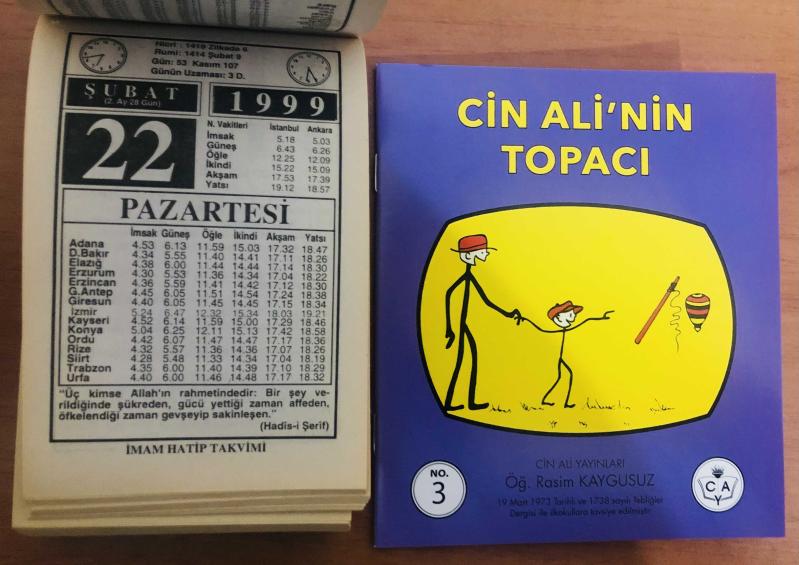 Hicri : 1419 Zilkade 6
Rumi: 1414 Şubat 9
Gün: 53 Kasım 107
Günün Uzaması: 3 D.
ŞUBAT
(2. Ay 28 Gün)
1999
22
N. Vakitleri İstanbul Ankara
İmsak 5.18 5.03
Güneş 6.43 6.26
Öğle 12.25 12.09
İkindi 15.22 15.09
Akşam 17.53 17.39
Yatsı 19.12 18.57
PAZARTESİ
İmsak Güneş Öğle İkindi Akşam Yatsı
Adana 4.53 6.13 11.59 15.03 17.32 18.47
D.Bakır 4.34 5.55 11.40 14.41 17.11 18.26
Elazığ 4.38 6.00 11.44 14.44 17.14 18.30
Erzurum 4.30 5.53 11.36 14.34 17.04 18.22
Erzincan 4.36 5.59 11.41 14.42 17.12 18.30
G.Antep 4.45 6.05 11.51 14.54 17.24 18.38
Giresun 4.40 6.05 11.45 14.45 17.15 18.34
İzmir 5.24 6.47 12.32 15.34 18.03 19.21
Kayseri 4.52 6.14 11.59 15.00 17.29 18.46
Konya 5.04 6.25 12.11 15.13 17.42 18.58
Ordu 4.42 6.07 11.47 14.47 17.17 18.36
Rize 4.32 5.57 11.36 14.36 17.07 18.26
Siirt 4.28 5.48 11.33 14.34 17.04 18.19
Trabzon 4.35 6.00 11.40 14.39 17.10 18.29
Urfa 4.40 6.00 11.46 14.48 17.17 18.32
"Üç kimse Allah'ın rahmetindedir: Bir şey ve-
rildiğinde şükreden, gücü yettiği zaman affeden,
öfkelendiği zaman gevşeyip sakinleşen."
(Hadis-i Şerif)
İMAM HATİP TAKVİMİ
CİN ALİ'NİN
TOPACI
CİN ALİ YAYINLARI
Öğ. Rasim KAYGUSUZ
19 Mart 1973 Tarihli ve 1738 sayılı Tebliğler
Dergisi ile ilkokullara tavsiye edilmiştir.
NO.
3
C A
Y